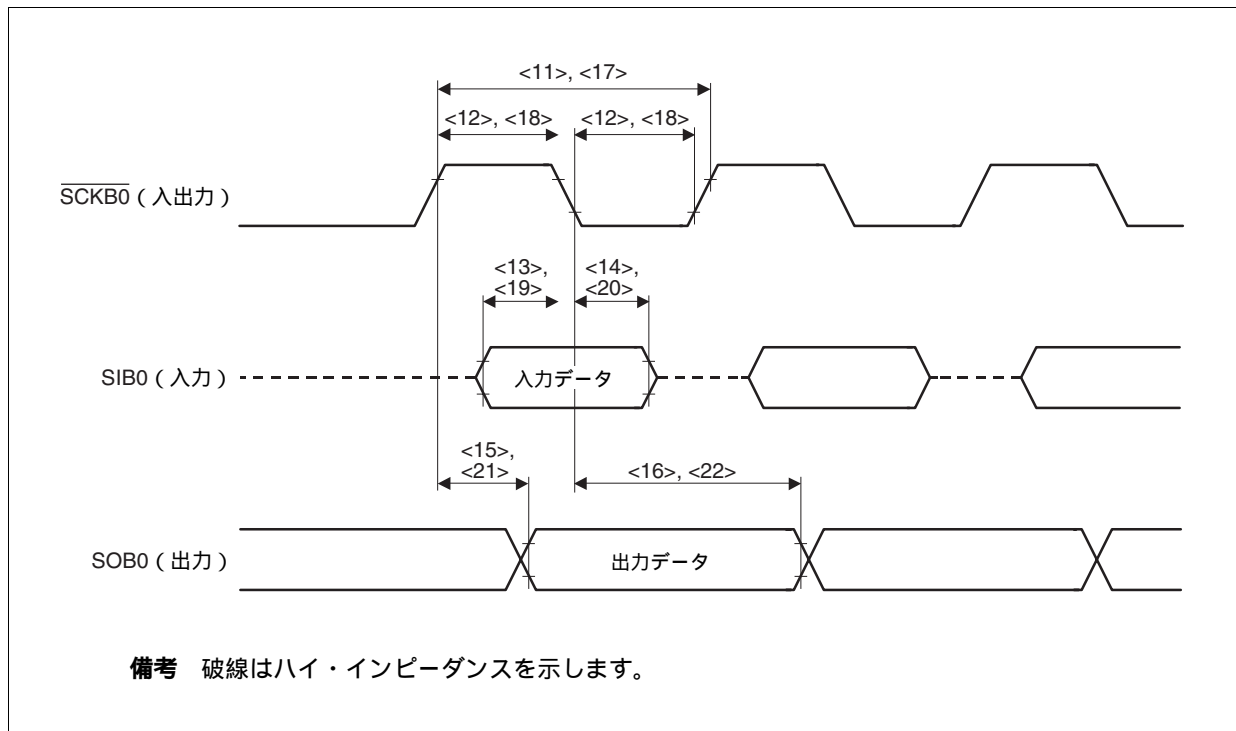 <11>, <17>
<12>, <18>
<12>, <18>
SCKB0（入出力）
<13>,
<19>
<14>,
<20>
SIB0（入力）
入力データ
<15>,
<21>
<16>, <22>
SOB0（出力）
出力データ
備考　破線はハイ・インピーダンスを示します。